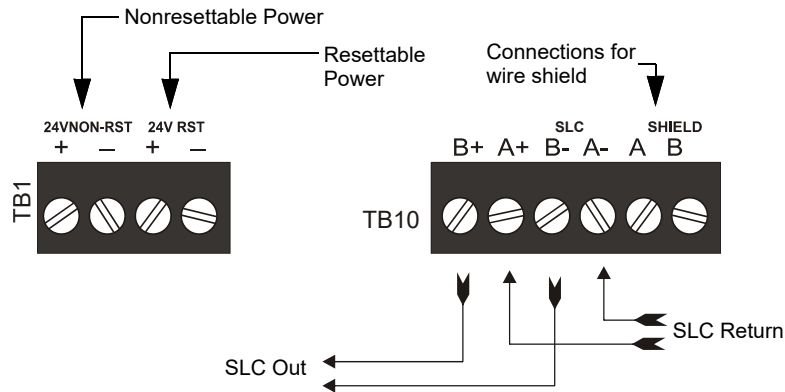 Nonresettable Power
Resettable
Power
Connections for
wire shield
24VNON-RST 24V RST
+ – + –
TB1
SLC SHIELD
B+ A+ B- A- A B
TB10
SLC Return
SLC Out